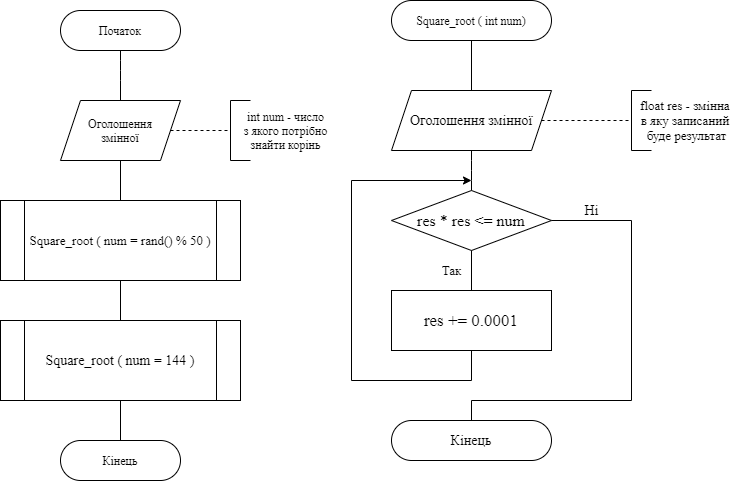 Початок
Оголошення
змінної
int num - число
з якого потрібно
знайти корінь
Square_root ( num = rand() % 50 )
Square_root ( num = 144 )
Кінець
Square_root ( int num)
Оголошення змінної
float res - змінна
в яку записаний
буде результат
res * res <= num
Ні
Так
res += 0.0001
Кінець